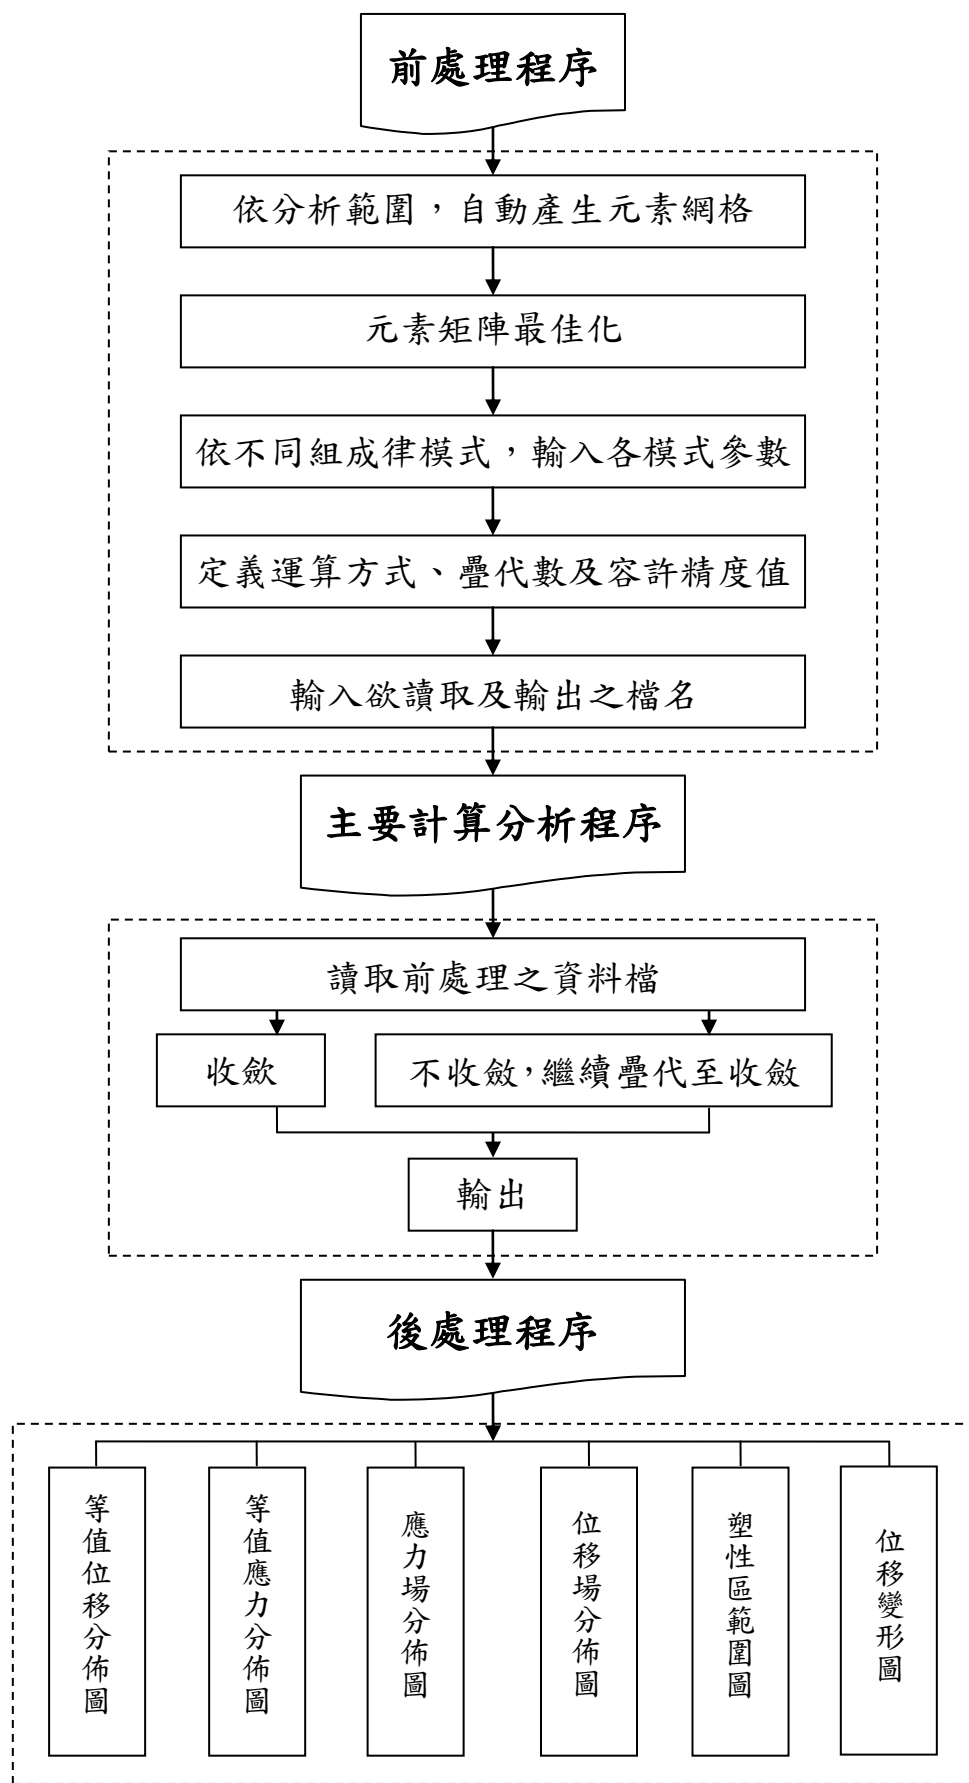 前處理程序
依分析範圍，自動產生元素網格
元素矩陣最佳化
依不同組成律模式，輸入各模式參數
定義運算方式、疊代數及容許精度值
輸入欲讀取及輸出之檔名
主要計算分析程序
讀取前處理之資料檔
收斂
不收斂，繼續疊代至收斂
輸出
後處理程序
等值位移分佈圖
等值應力分佈圖
應力場分佈圖
位移場分佈圖
塑性區範圍圖
位移變形圖